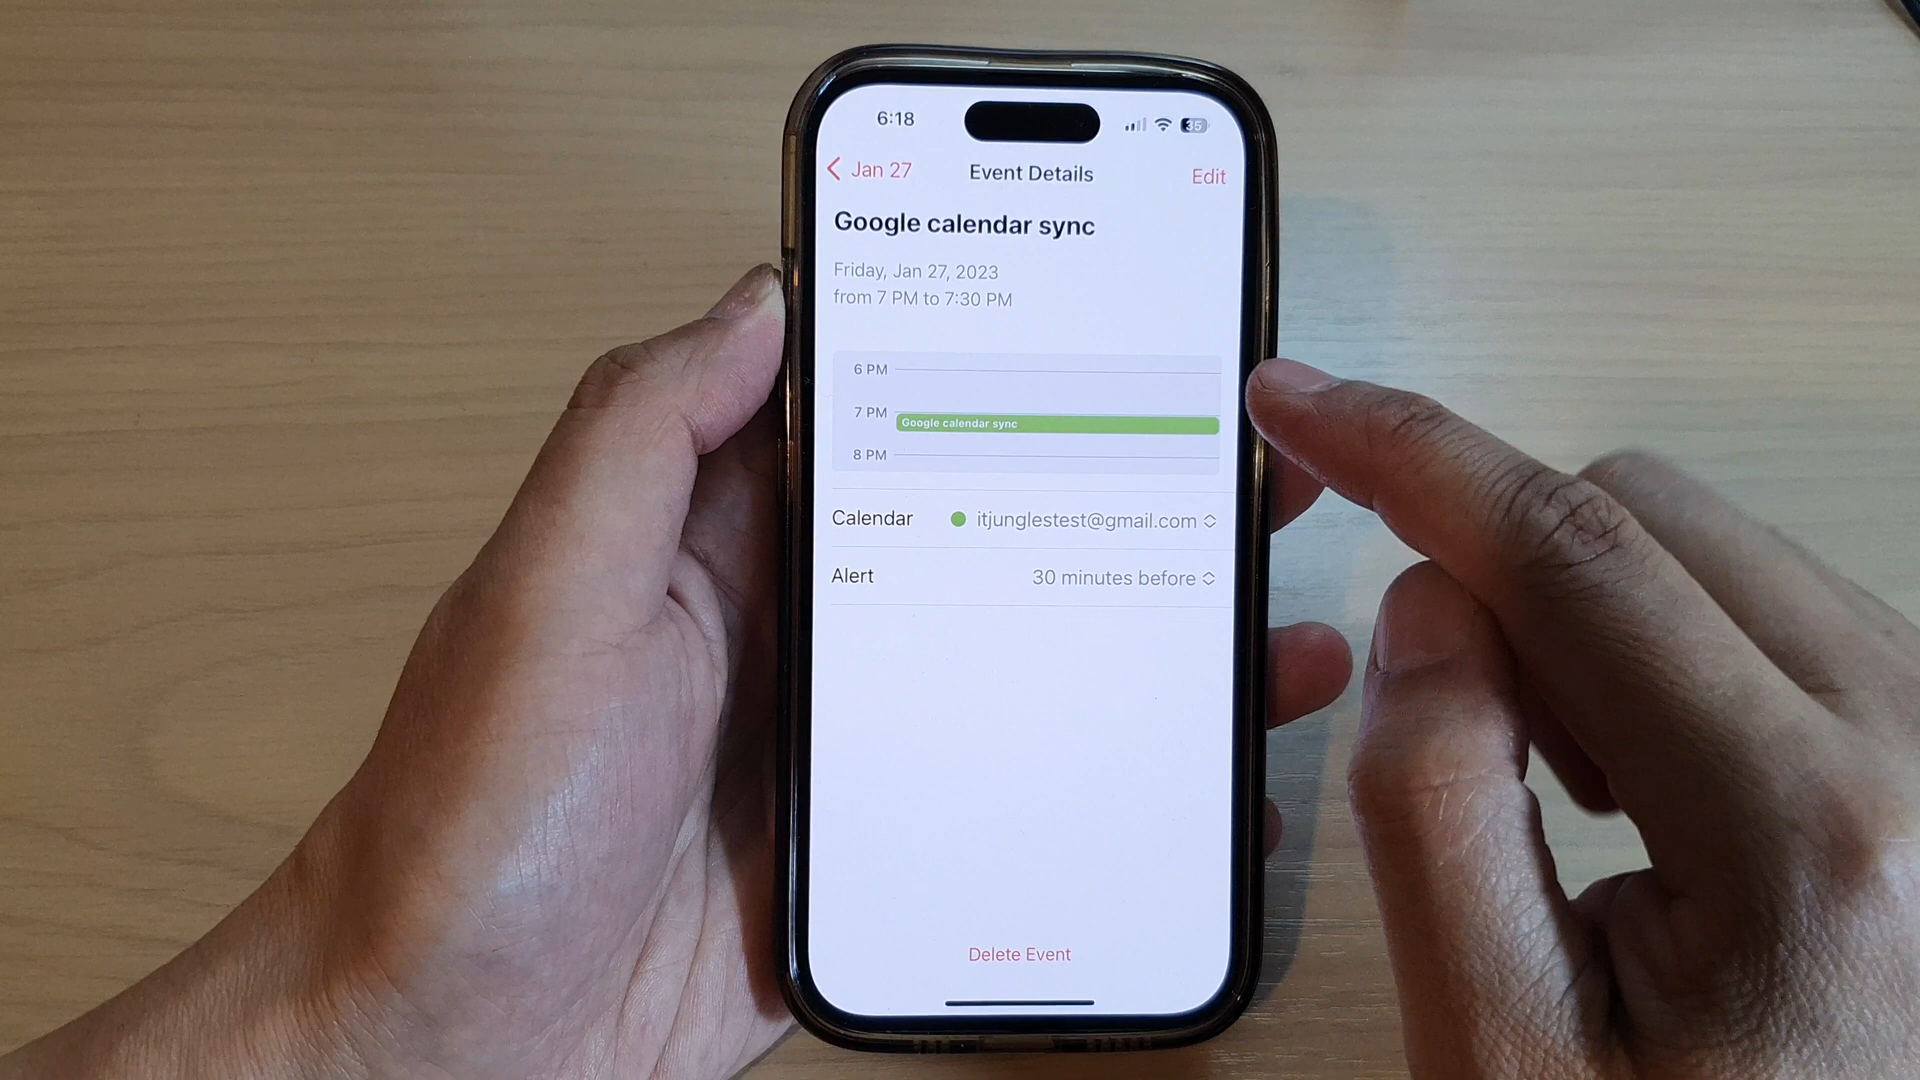 6:18
35
Jan 27
Event Details
Edit
Google calendar sync
Friday, Jan 27, 2023
from 7 PM to 7:30 PM
6 PM
7 PM
Google calendar sync
8 PM
Calendar
itjunglestest@gmail.com
Alert
30 minutes before
Delete Event